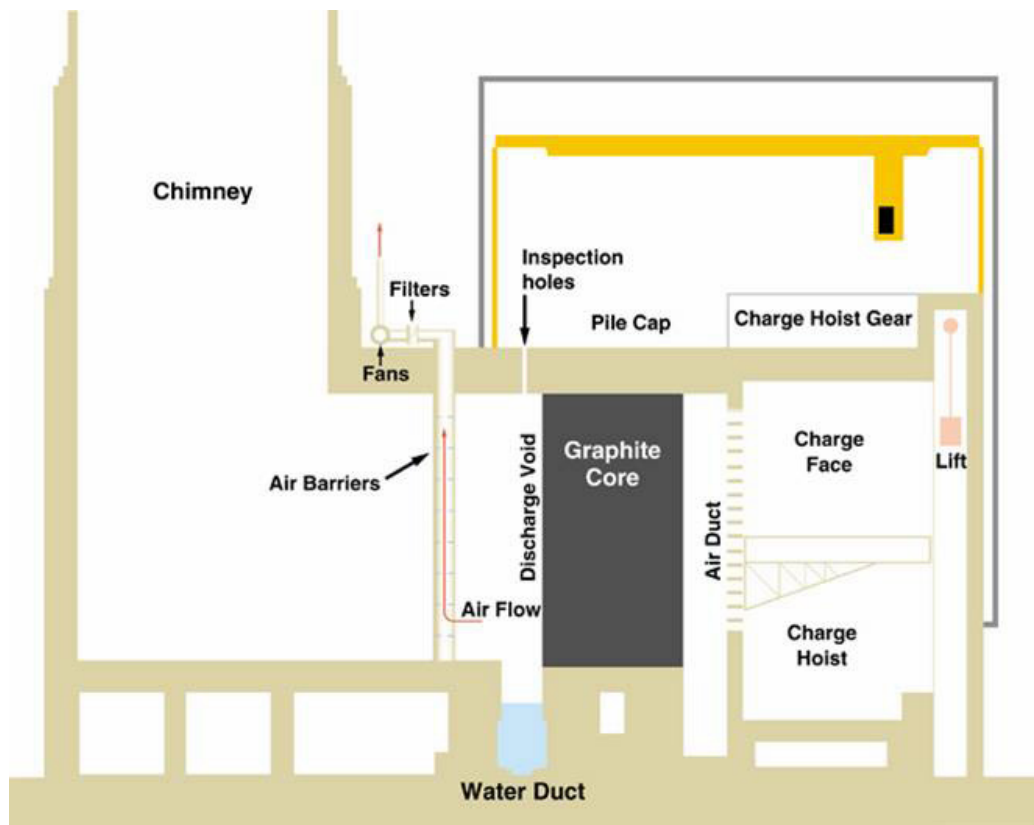 Chimney
Inspection
holes
Filters
Pile Cap
Charge Hoist Gear
Fans
Graphite
Core
Charge
Face
Lift
Air Barriers
Discharge Void
Air Duct
Air Flow
Charge
Hoist
Water Duct